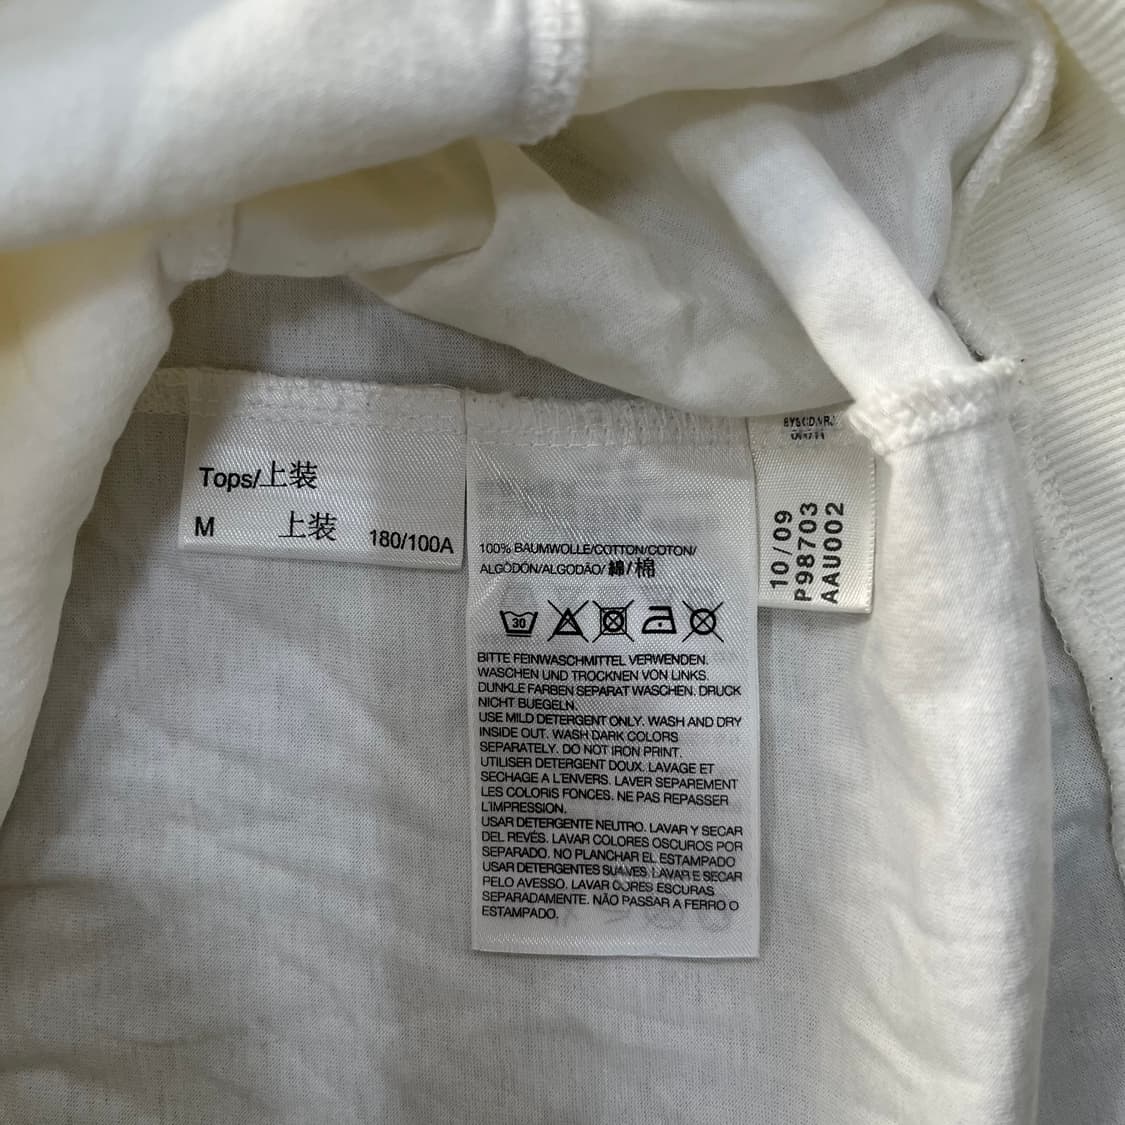 Tops/上装
M 上装 180/100A
100% BAUMWOLLE/COTTON/COTON/
ALGODÓN/ALGODÃO/綿/棉
30
BITTE FEINWASCHMITTEL VERWENDEN.
WASCHEN UND TROCKNEN VON LINKS.
DUNKLE FARBEN SEPARAT WASCHEN. DRUCK
NICHT BUEGELN.
USE MILD DETERGENT ONLY. WASH AND DRY
INSIDE OUT. WASH DARK COLORS
SEPARATELY. DO NOT IRON PRINT.
UTILISER DETERGENT DOUX. LAVAGE ET
SECHAGE A L'ENVERS. LAVER SEPAREMENT
LES COLORIS FONCES. NE PAS REPASSER
L'IMPRESSION.
USAR DETERGENTE NEUTRO. LAVAR Y SECAR
DEL REVÉS. LAVAR COLORES OSCUROS POR
SEPARADO. NO PLANCHAR EL ESTAMPADO
USAR DETERGENTES SUAVES. LAVAR E SECAR
PELO AVESSO. LAVAR CORES ESCURAS
SEPARADAMENTE. NÃO PASSAR A FERRO O
ESTAMPADO.
10/09
P98703
AAU002